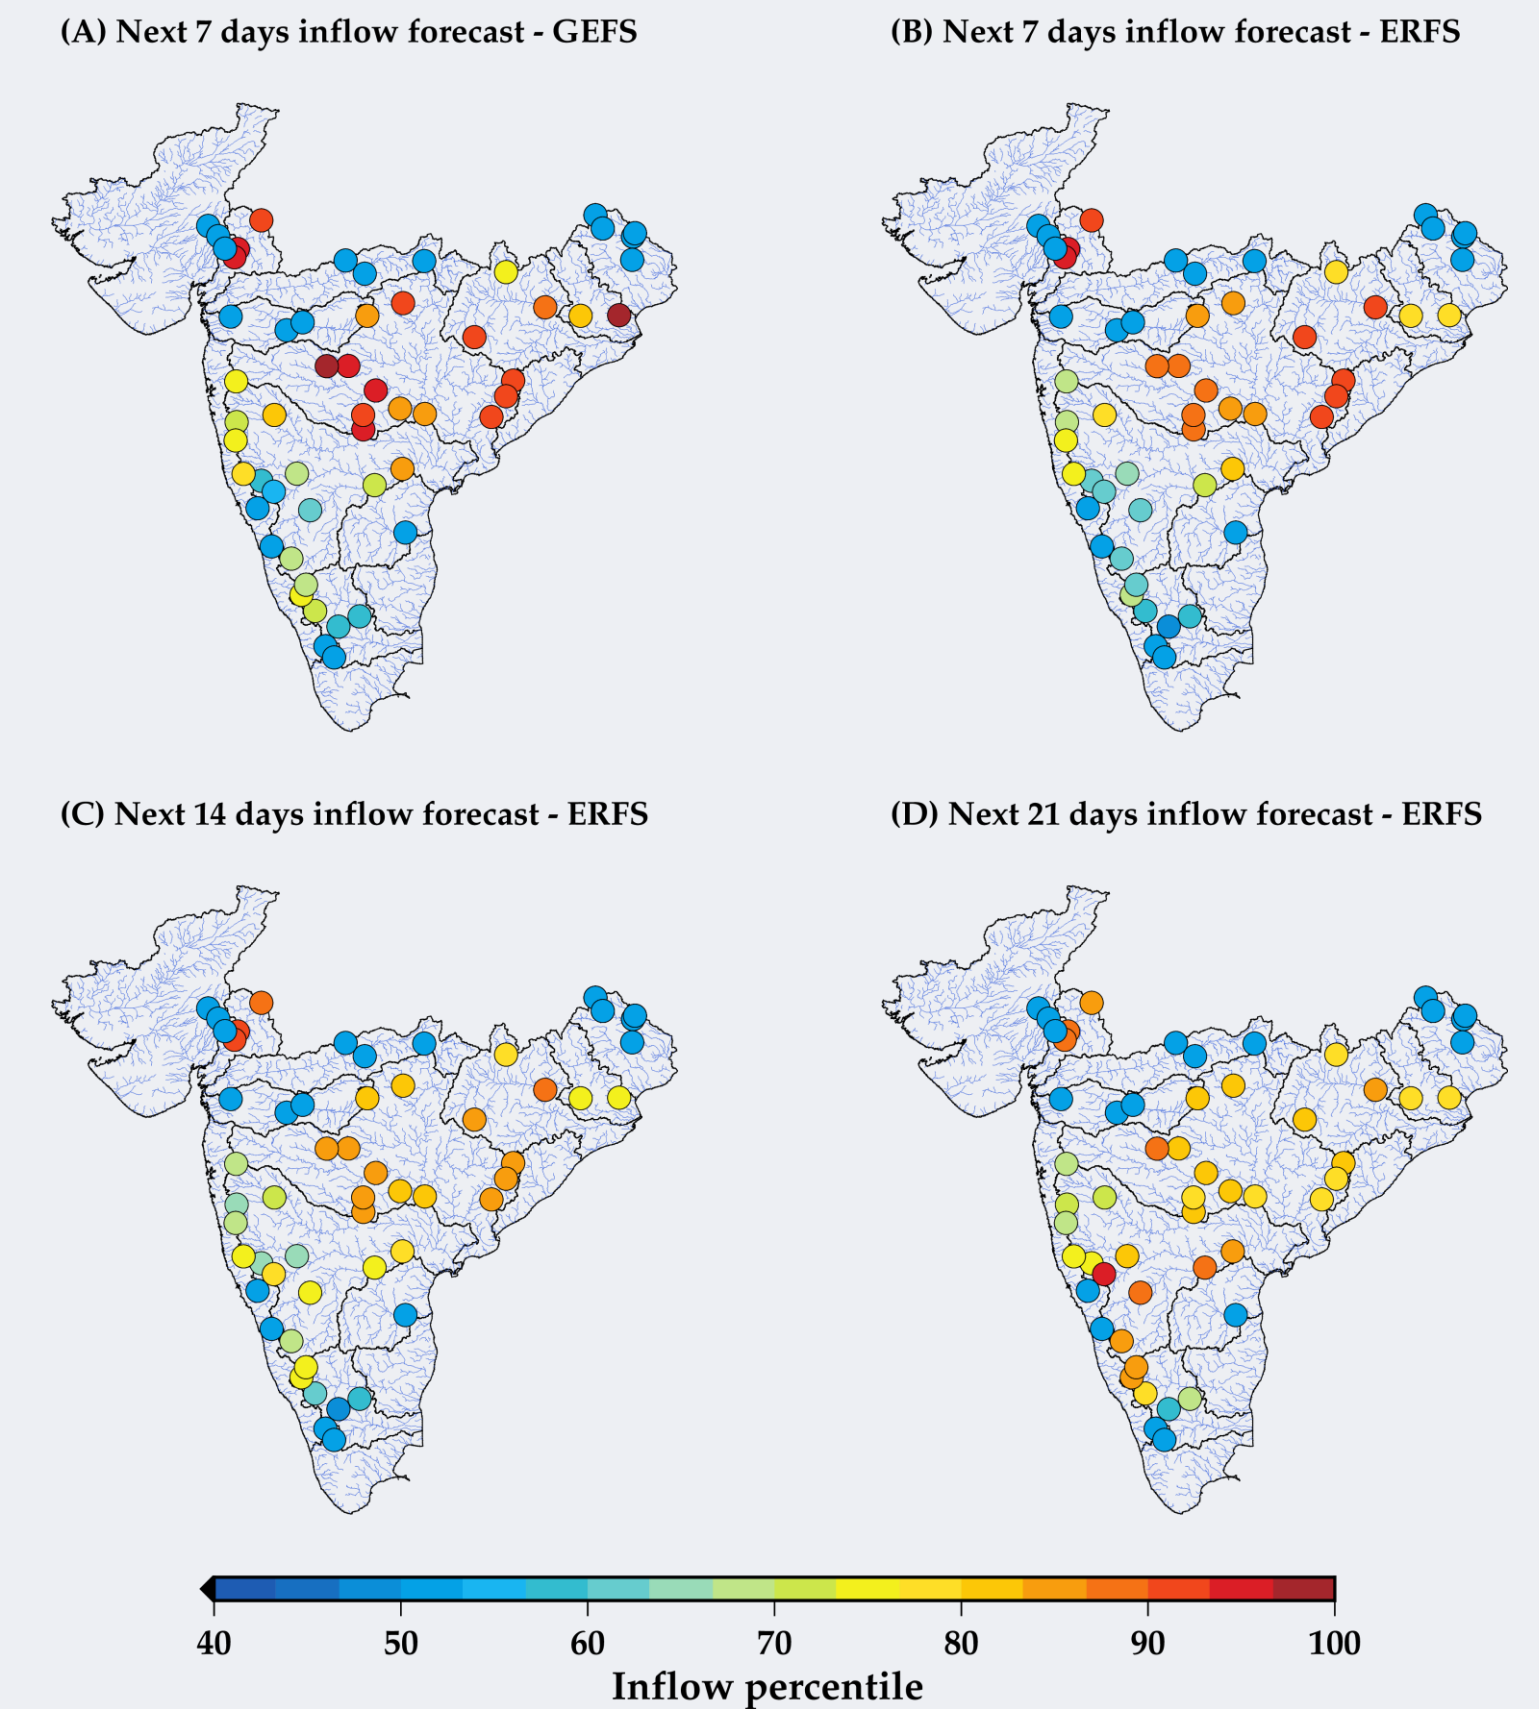 (A) Next 7 days inflow forecast - GEFS
(B) Next 7 days inflow forecast - ERFS
(C) Next 14 days inflow forecast - ERFS
(D) Next 21 days inflow forecast - ERFS
40 50 60 70 80 90 100
Inflow percentile